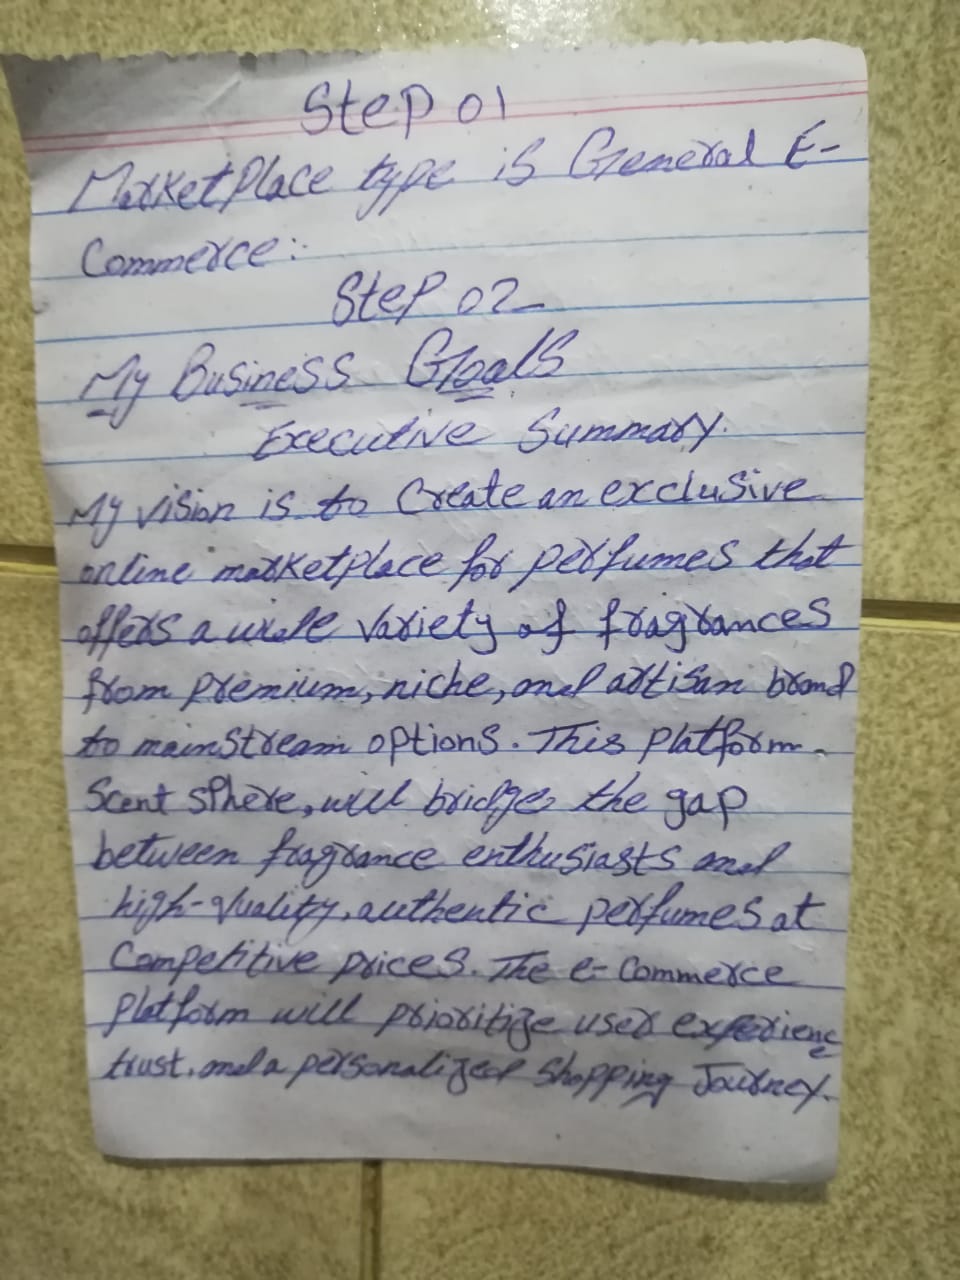 Step 01
Marketplace type is General E-
Commerce:
Step 02
My Business Goals
Executive Summary.
My vision is to Create an exclusive
online marketplace for perfumes that
offers a wide variety of fragrances
from premium, niche, and artisan brand
to mainstream options. This platform.
Scent sphere, will bridge the gap
between fragrance enthusiasts and
high-quality, authentic perfumes at
Competitive prices. The e-Commerce
platform will prioritize user experience
trust, and a personalized Shopping Journey.